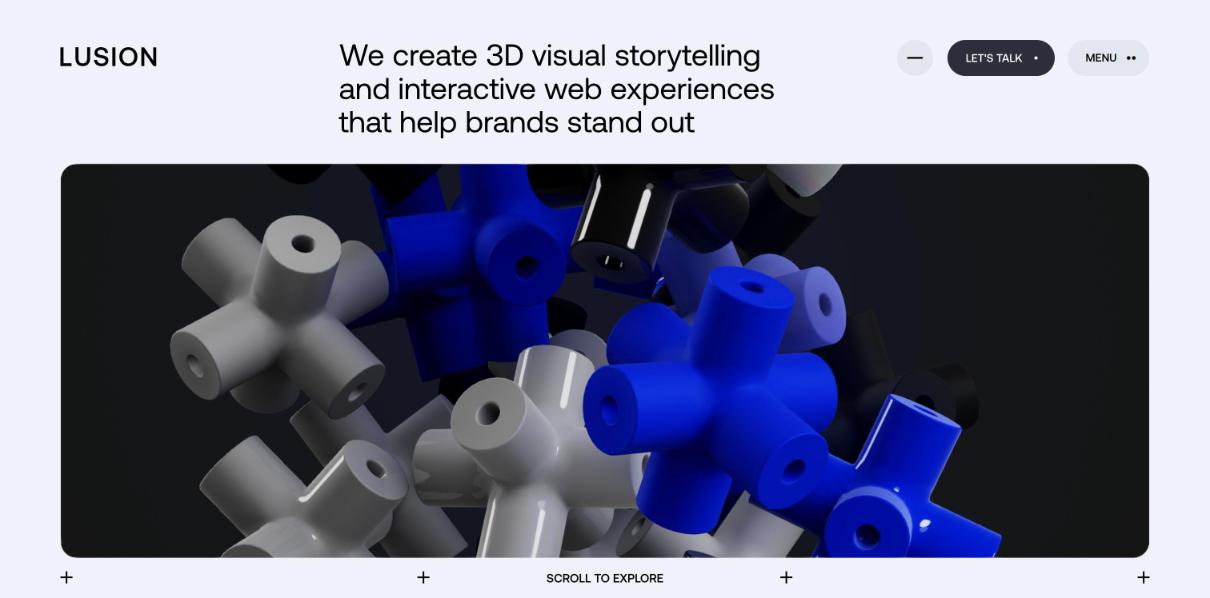 LUSION
We create 3D visual storytelling
and interactive web experiences
that help brands stand out
LET'S TALK
MENU
SCROLL TO EXPLORE